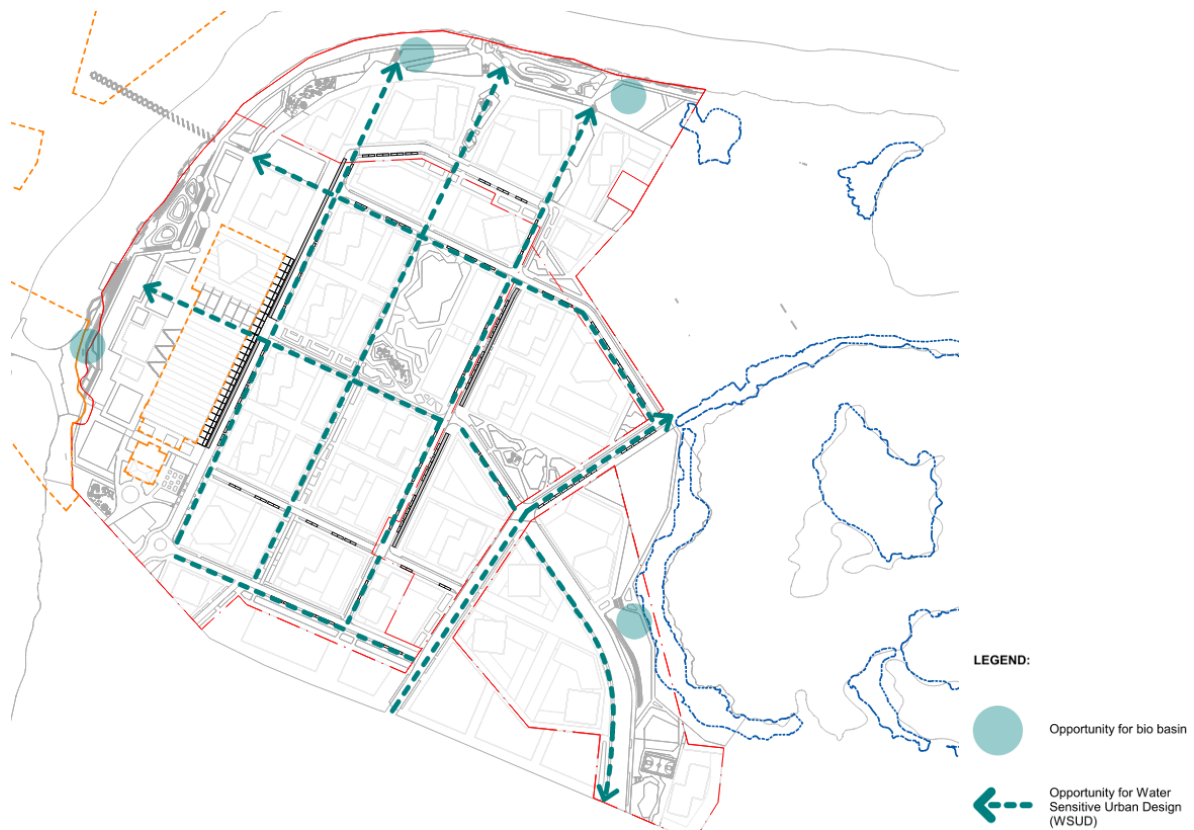 LEGEND:
Opportunity for bio basin
Opportunity for Water
Sensitive Urban Design
(WSUD)